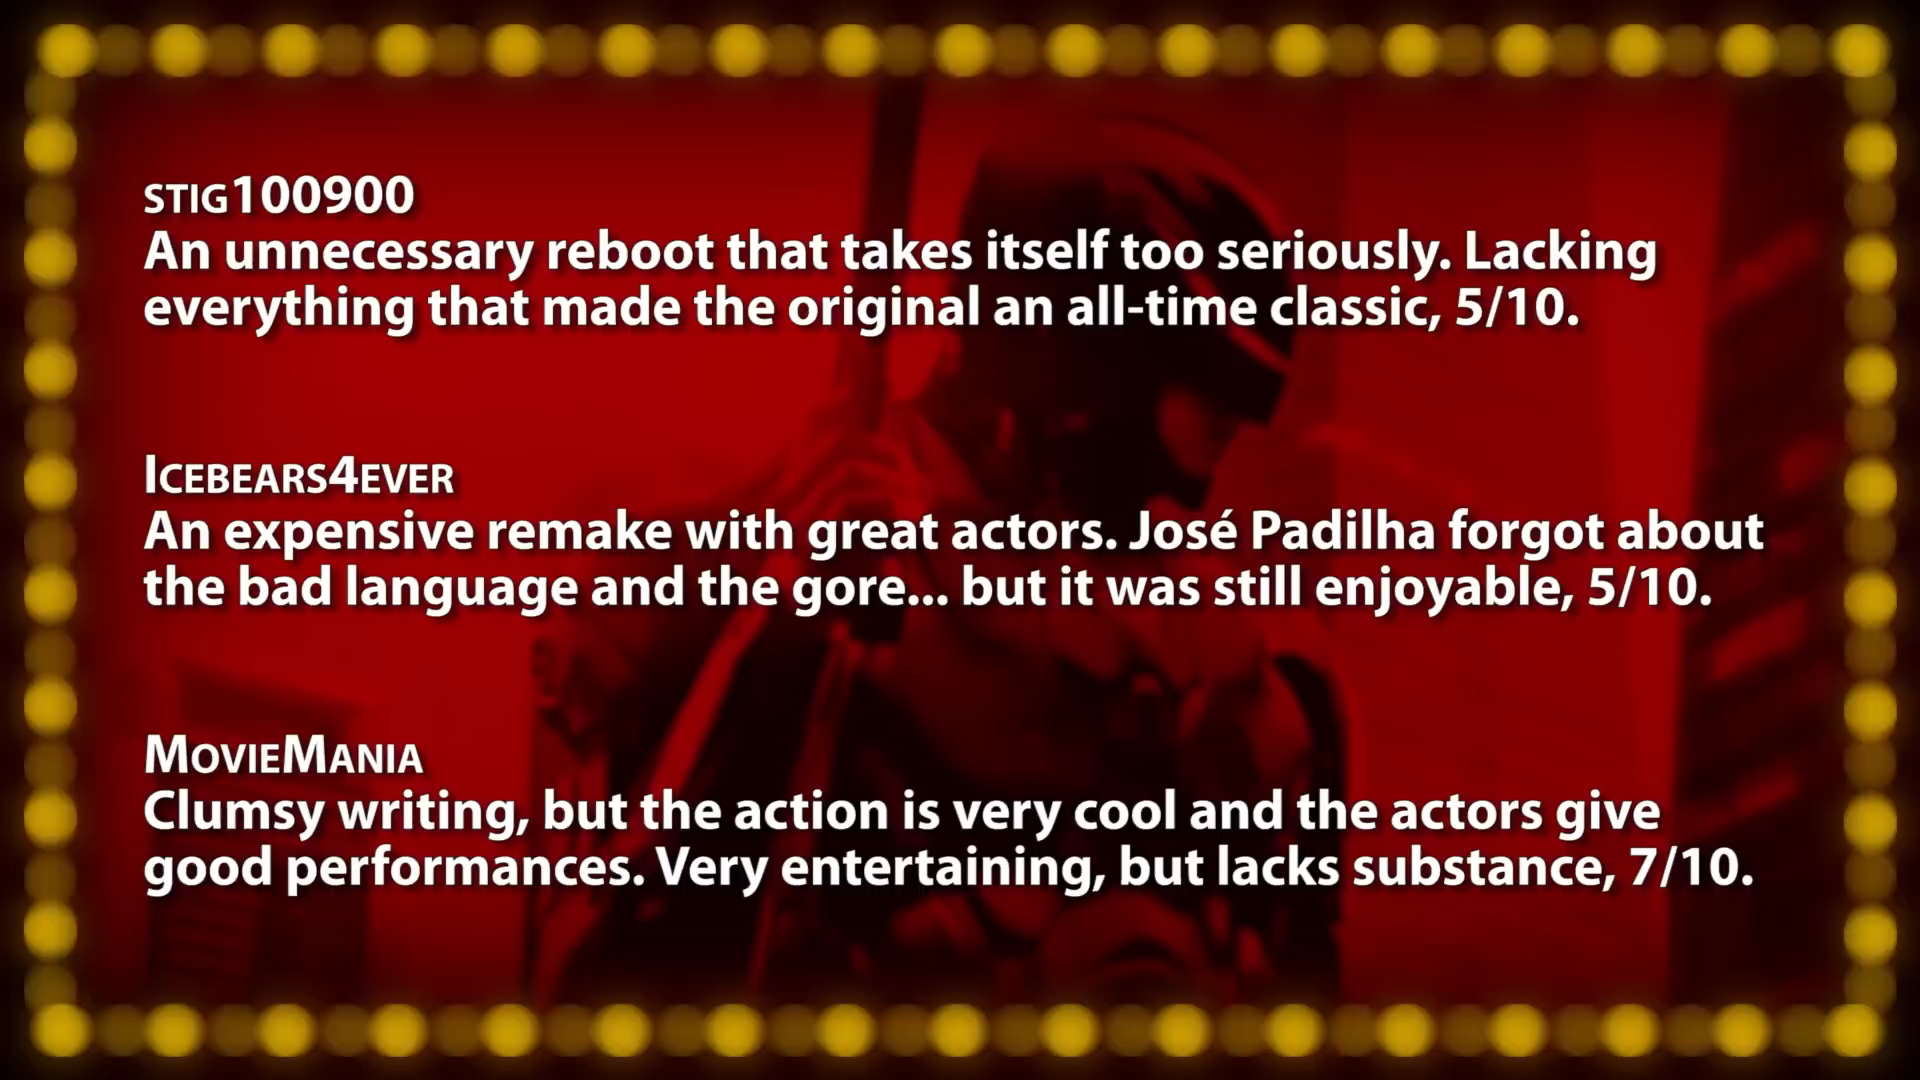 STIG100900
An unnecessary reboot that takes itself too seriously. Lacking
everything that made the original an all-time classic, 5/10.
ICEBEARS4EVER
An expensive remake with great actors. José Padilha forgot about
the bad language and the gore... but it was still enjoyable, 5/10.
MOVIEMANIA
Clumsy writing, but the action is very cool and the actors give
good performances. Very entertaining, but lacks substance, 7/10.